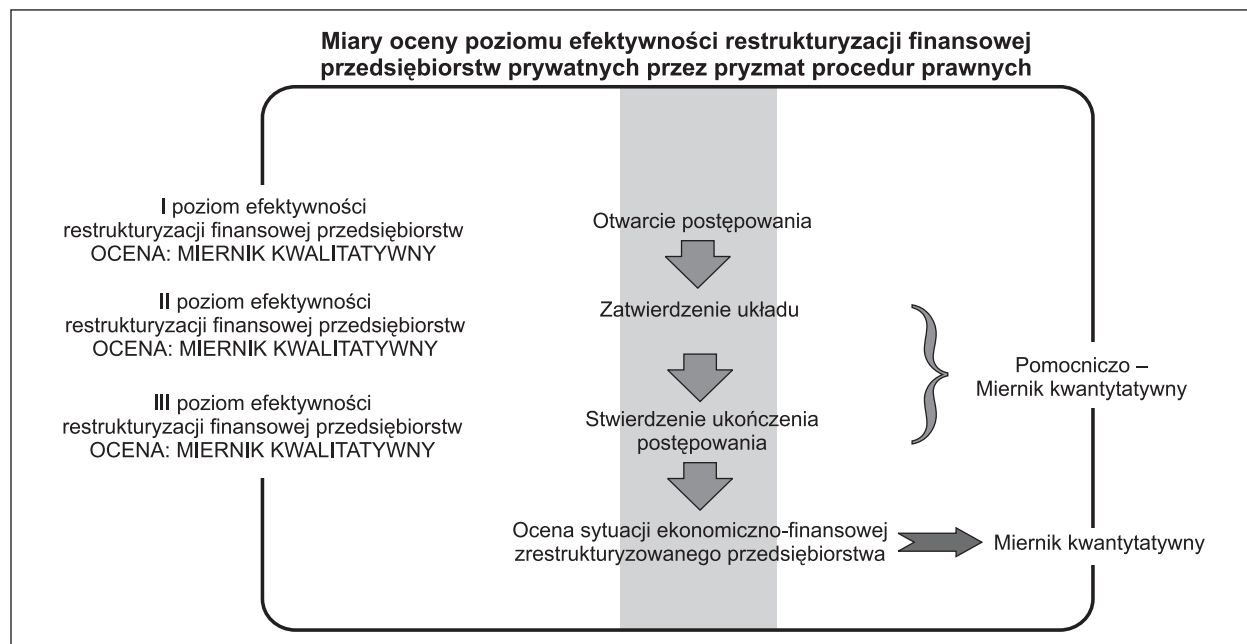 Miary oceny poziomu efektywności restrukturyzacji finansowej
przedsiębiorstw prywatnych przez pryzmat procedur prawnych
I poziom efektywności
restrukturyzacji finansowej przedsiębiorstw
OCENA: MIERNIK KWALITATYWNY
Otwarcie postępowania
II poziom efektywności
restrukturyzacji finansowej przedsiębiorstw
OCENA: MIERNIK KWALITATYWNY
Zatwierdzenie układu
Pomocniczo –
Miernik kwantytatywny
III poziom efektywności
restrukturyzacji finansowej przedsiębiorstw
OCENA: MIERNIK KWALITATYWNY
Stwierdzenie ukończenia
postępowania
Ocena sytuacji ekonomiczno-finansowej
zrestrukturyzowanego przedsiębiorstwa
Miernik kwantytatywny